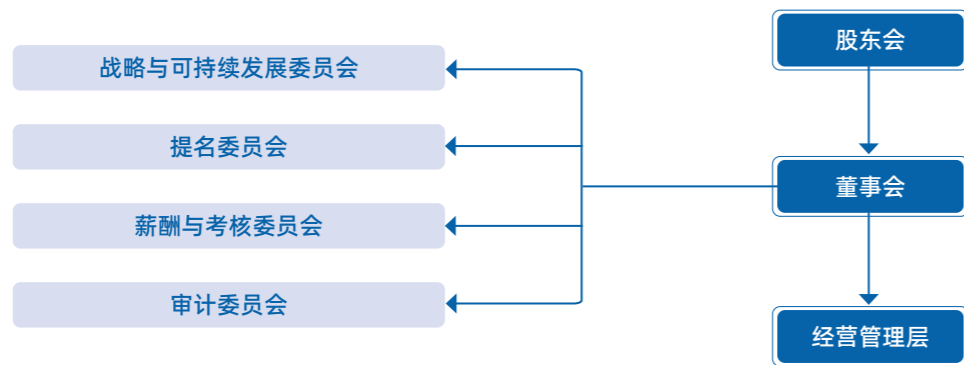 股东会
战略与可持续发展委员会
提名委员会
董事会
薪酬与考核委员会
审计委员会
经营管理层